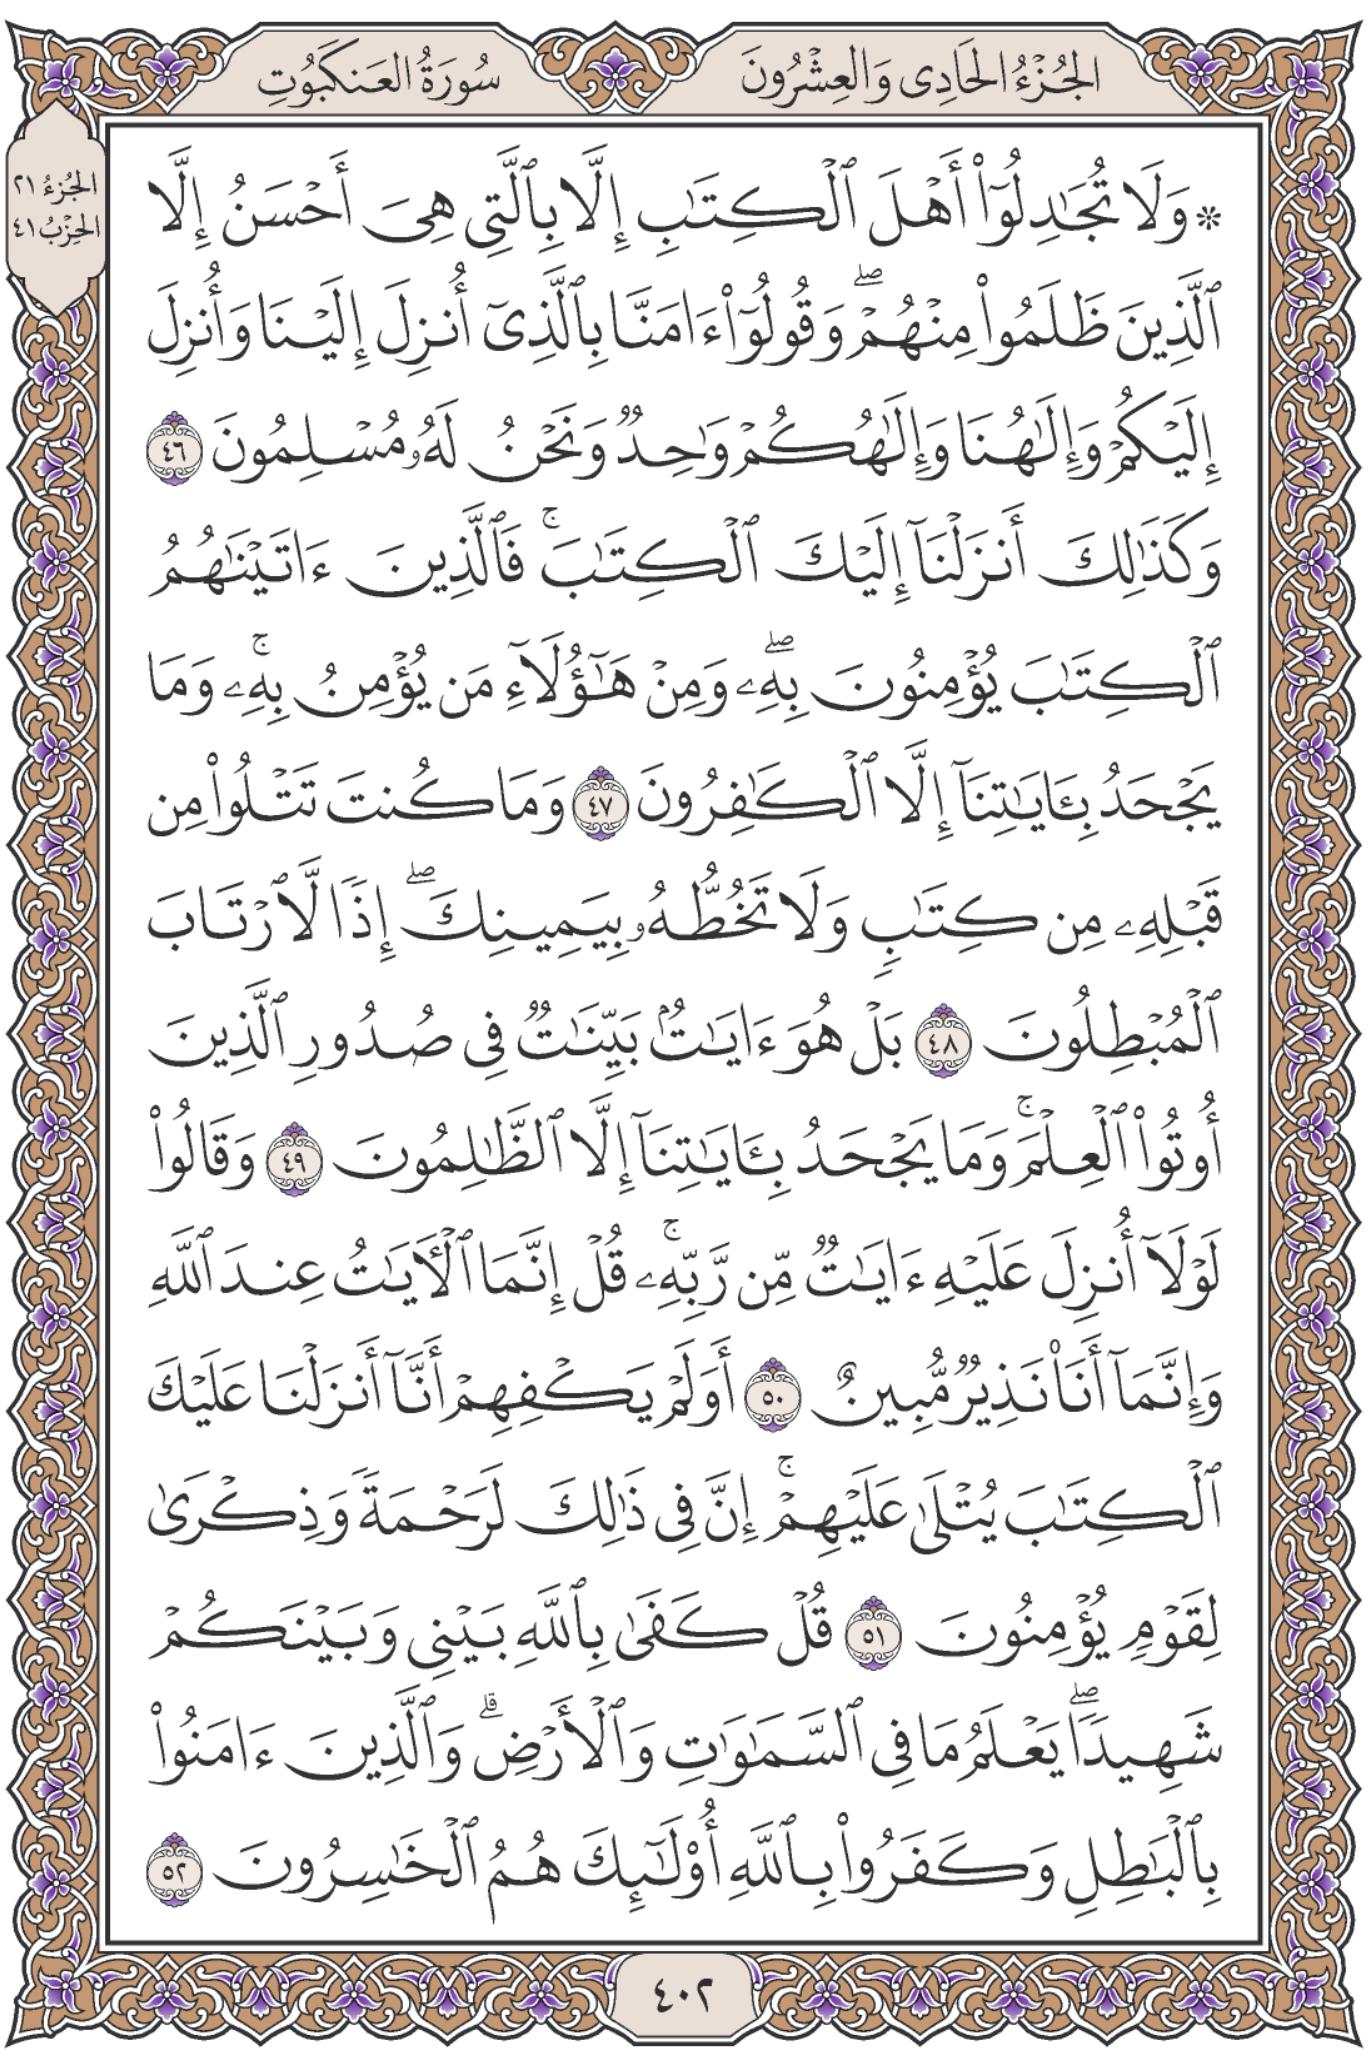 الجُزْءُ الحَادِى وَالعِشْرُونَ
سُورَةُ العَنكَبُوتِ
الجُزءُ ٢١
الحِزْبُ ٤١
۞ وَلَا تُجَٰدِلُوٓا۟ أَهْلَ ٱلْكِتَٰبِ إِلَّا بِٱلَّتِى هِىَ أَحْسَنُ إِلَّا
ٱلَّذِينَ ظَلَمُوا۟ مِنْهُمْ ۖ وَقُولُوٓا۟ ءَامَنَّا بِٱلَّذِىٓ أُنزِلَ إِلَيْنَا وَأُنزِلَ
إِلَيْكُمْ وَإِلَٰهُنَا وَإِلَٰهُكُمْ وَٰحِدٌ وَنَحْنُ لَهُۥ مُسْلِمُونَ ٤٦
وَكَذَٰلِكَ أَنزَلْنَآ إِلَيْكَ ٱلْكِتَٰبَ ۚ فَٱلَّذِينَ ءَاتَيْنَٰهُمُ
ٱلْكِتَٰبَ يُؤْمِنُونَ بِهِۦ ۖ وَمِنْ هَٰٓؤُلَآءِ مَن يُؤْمِنُ بِهِۦ ۚ وَمَا
يَجْحَدُ بِـَٔايَٰتِنَآ إِلَّا ٱلْكَٰفِرُونَ ٤٧ وَمَا كُنتَ تَتْلُوا۟ مِن
قَبْلِهِۦ مِن كِتَٰبٍ وَلَا تَخُطُّهُۥ بِيَمِينِكَ ۖ إِذًا لَّٱرْتَابَ
ٱلْمُبْطِلُونَ ٤٨ بَلْ هُوَ ءَايَٰتٌۢ بَيِّنَٰتٌ فِى صُدُورِ ٱلَّذِينَ
أُوتُوا۟ ٱلْعِلْمَ ۚ وَمَا يَجْحَدُ بِـَٔايَٰتِنَآ إِلَّا ٱلظَّٰلِمُونَ ٤٩ وَقَالُوا۟
لَوْلَآ أُنزِلَ عَلَيْهِ ءَايَٰتٌ مِّن رَّبِّهِۦ ۚ قُلْ إِنَّمَا ٱلْـَٔايَٰتُ عِندَ ٱللَّهِ
وَإِنَّمَآ أَنَا۠ نَذِيرٌ مُّبِينٌ ٥٠ أَوَلَمْ يَكْفِهِمْ أَنَّآ أَنزَلْنَا عَلَيْكَ
ٱلْكِتَٰبَ يُتْلَىٰ عَلَيْهِمْ ۚ إِنَّ فِى ذَٰلِكَ لَرَحْمَةً وَذِكْرَىٰ
لِقَوْمٍ يُؤْمِنُونَ ٥١ قُلْ كَفَىٰ بِٱللَّهِ بَيْنِى وَبَيْنَكُمْ
شَهِيدًا ۖ يَعْلَمُ مَا فِى ٱلسَّمَٰوَٰتِ وَٱلْأَرْضِ ۗ وَٱلَّذِينَ ءَامَنُوا۟
بِٱلْبَٰطِلِ وَكَفَرُوا۟ بِٱللَّهِ أُو۟لَٰٓئِكَ هُمُ ٱلْخَٰسِرُونَ ٥٢
٤٠٢